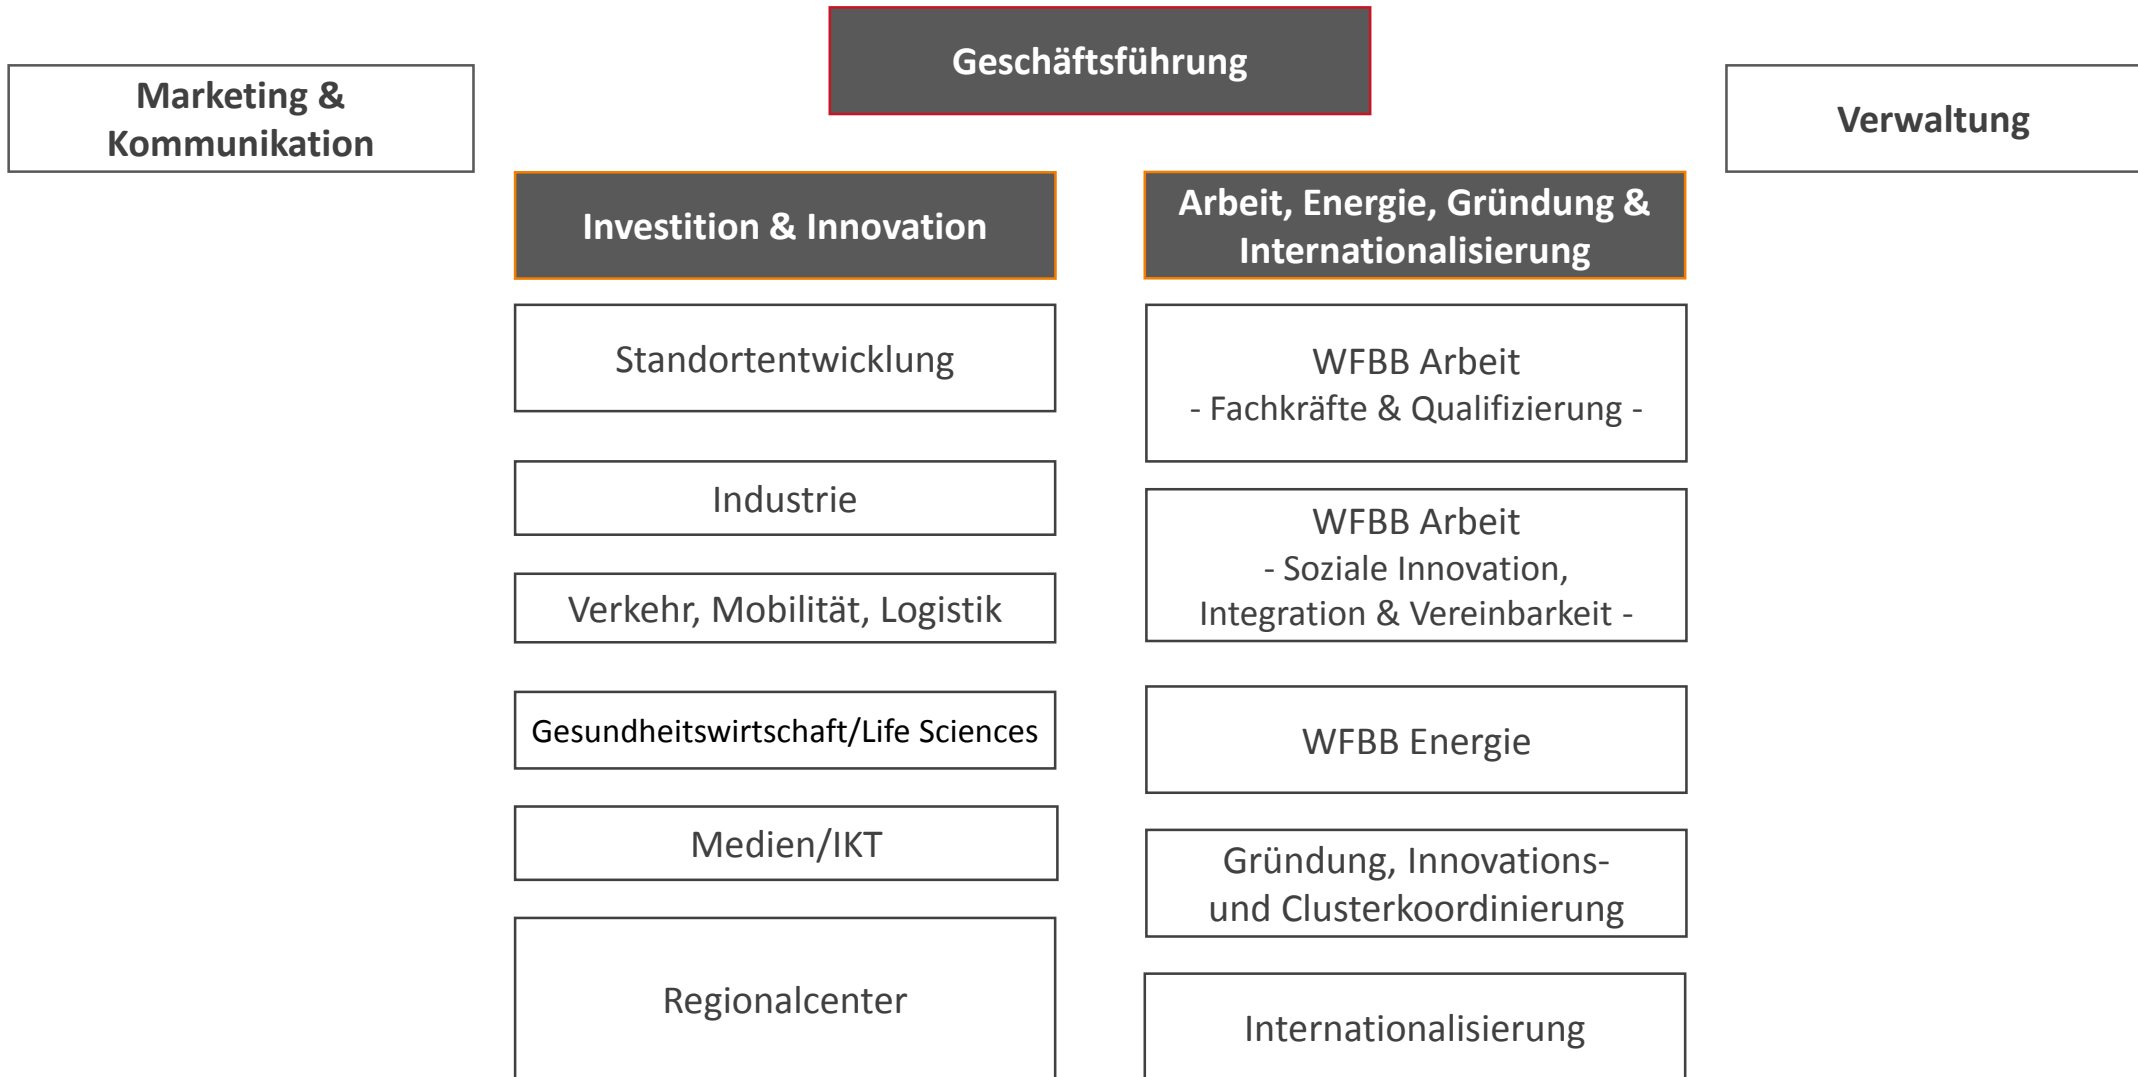 Geschäftsführung
Marketing &
Kommunikation
Verwaltung
Investition & Innovation
Standortentwicklung
Industrie
Verkehr, Mobilität, Logistik
Gesundheitswirtschaft/Life Sciences
Medien/IKT
Regionalcenter
Arbeit, Energie, Gründung &
Internationalisierung
WFBB Arbeit
- Fachkräfte & Qualifizierung -
WFBB Arbeit
- Soziale Innovation,
Integration & Vereinbarkeit -
WFBB Energie
Gründung, Innovations-
und Clusterkoordinierung
Internationalisierung